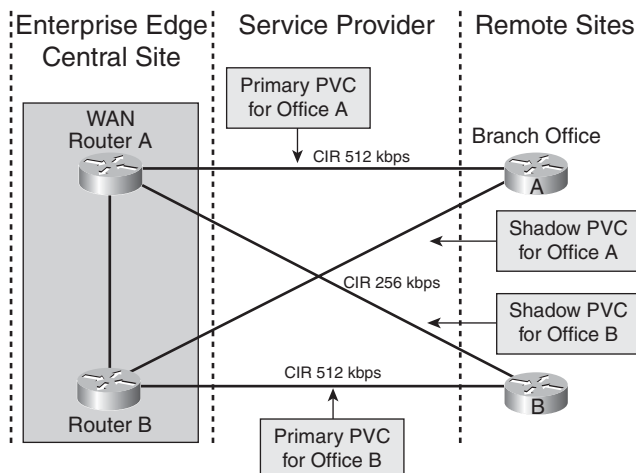 Enterprise Edge
Central Site
Service Provider
Remote Sites
Primary PVC
for Office A
WAN
Router A
CIR 512 kbps
Branch Office
A
Shadow PVC
for Office A
CIR 256 kbps
Shadow PVC
for Office B
CIR 512 kbps
Router B
B
Primary PVC
for Office B